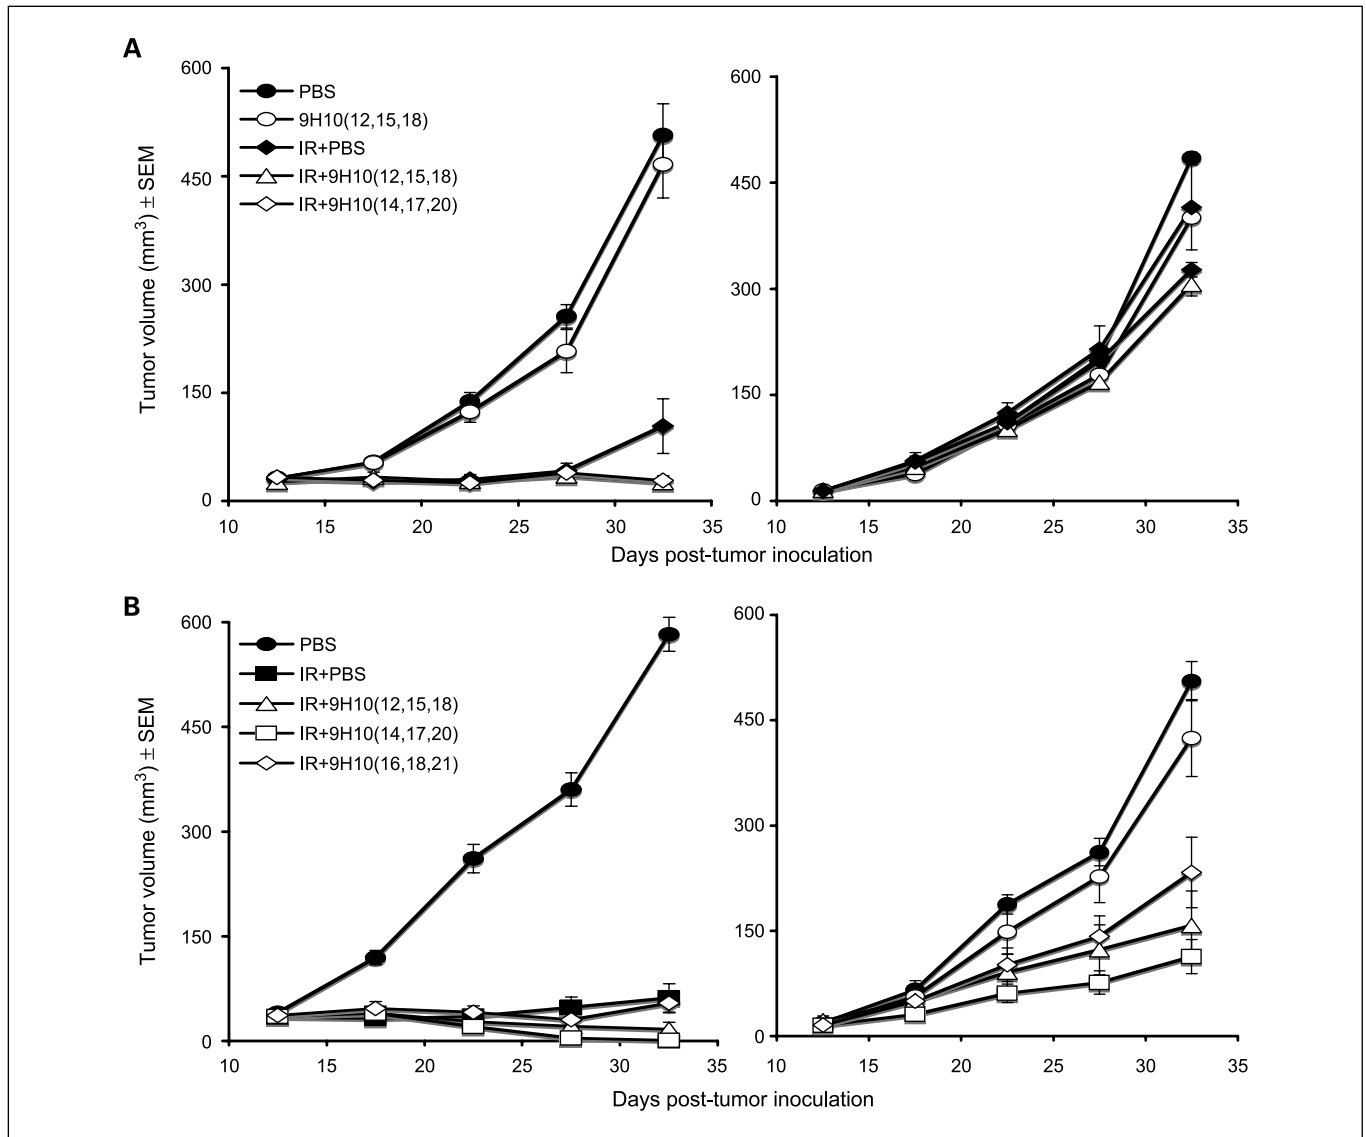 A
600
450
300
150
0
10 15 20 25 30 35
Tumor volume (mm³) ± SEM
PBS
9H10(12,15,18)
IR+PBS
IR+9H10(12,15,18)
IR+9H10(14,17,20)
600
450
300
150
0
10 15 20 25 30 35
Days post-tumor inoculation
B
600
450
300
150
0
10 15 20 25 30 35
Tumor volume (mm³) ± SEM
PBS
IR+PBS
IR+9H10(12,15,18)
IR+9H10(14,17,20)
IR+9H10(16,18,21)
600
450
300
150
0
10 15 20 25 30 35
Days post-tumor inoculation